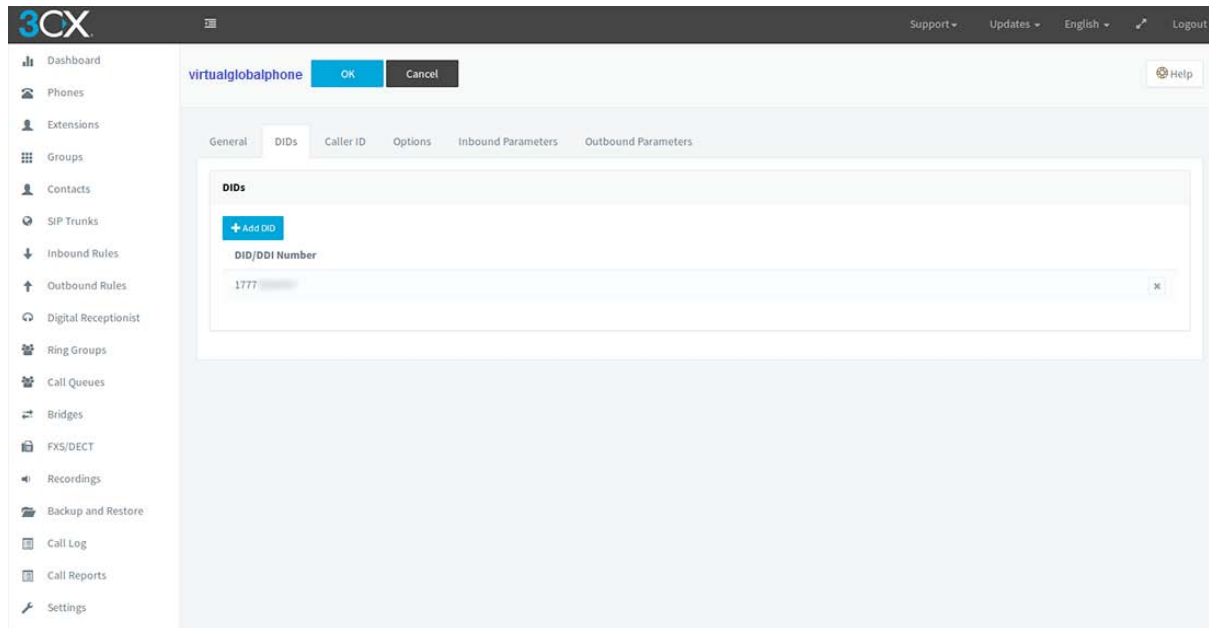 3CX
Support
Updates
English
Logout
Dashboard
Phones
Extensions
Groups
Contacts
SIP Trunks
Inbound Rules
Outbound Rules
Digital Receptionist
Ring Groups
Call Queues
Bridges
FXS/DECT
Recordings
Backup and Restore
Call Log
Call Reports
Settings
virtualglobalphone
OK
Cancel
Help
General
DIDs
Caller ID
Options
Inbound Parameters
Outbound Parameters
DIDs
Add DID
DID/DDI Number
1777